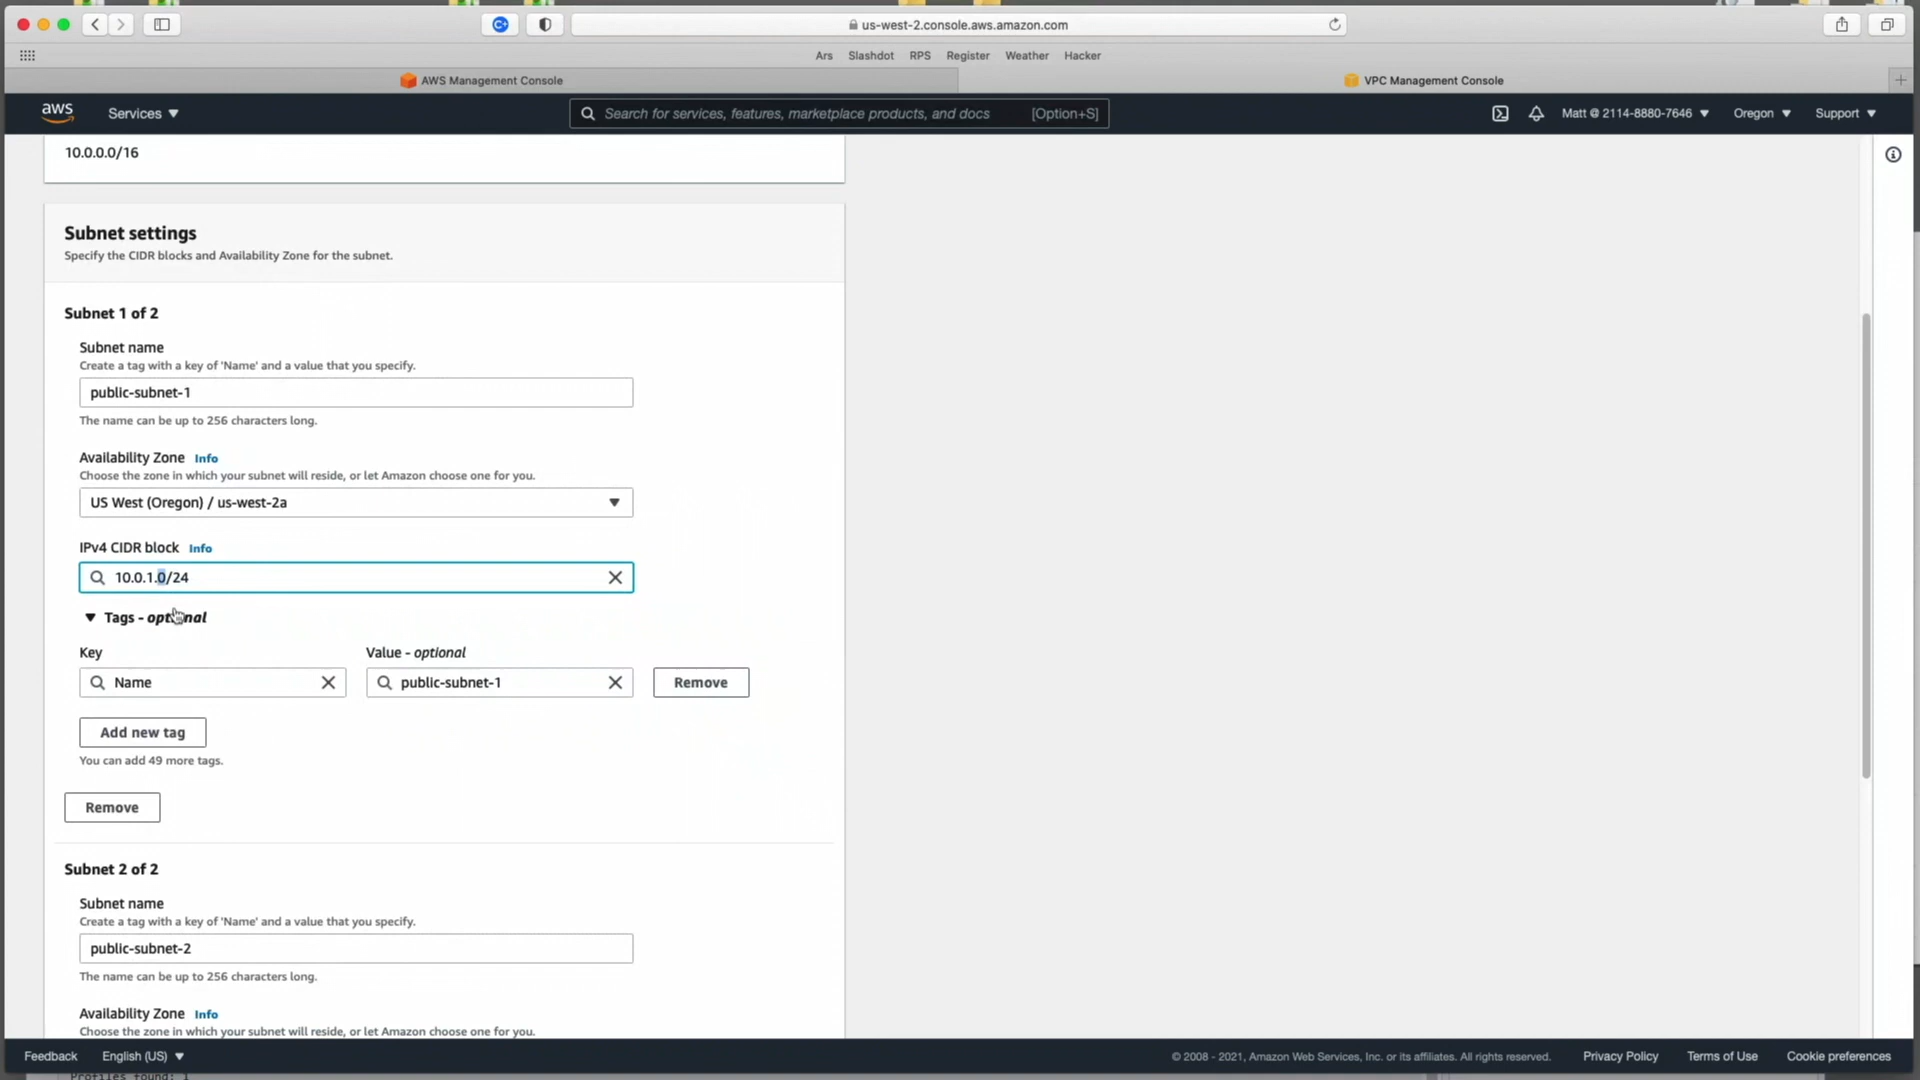 us-west-2.console.aws.amazon.com
Ars Slashdot RPS Register Weather Hacker
AWS Management Console VPC Management Console
aws Services Search for services, features, marketplace products, and docs [Option+S] Matt @ 2114-8880-7646 Oregon Support
10.0.0.0/16
Subnet settings
Specify the CIDR blocks and Availability Zone for the subnet.
Subnet 1 of 2
Subnet name
Create a tag with a key of 'Name' and a value that you specify.
public-subnet-1
The name can be up to 256 characters long.
Availability Zone Info
Choose the zone in which your subnet will reside, or let Amazon choose one for you.
US West (Oregon) / us-west-2a
IPv4 CIDR block Info
10.0.1.0/24
Tags - optional
Key Value - optional
Name public-subnet-1 Remove
Add new tag
You can add 49 more tags.
Remove
Subnet 2 of 2
Subnet name
Create a tag with a key of 'Name' and a value that you specify.
public-subnet-2
The name can be up to 256 characters long.
Availability Zone Info
Choose the zone in which your subnet will reside, or let Amazon choose one for you.
Feedback English (US) © 2008 - 2021, Amazon Web Services, Inc. or its affiliates. All rights reserved. Privacy Policy Terms of Use Cookie preferences